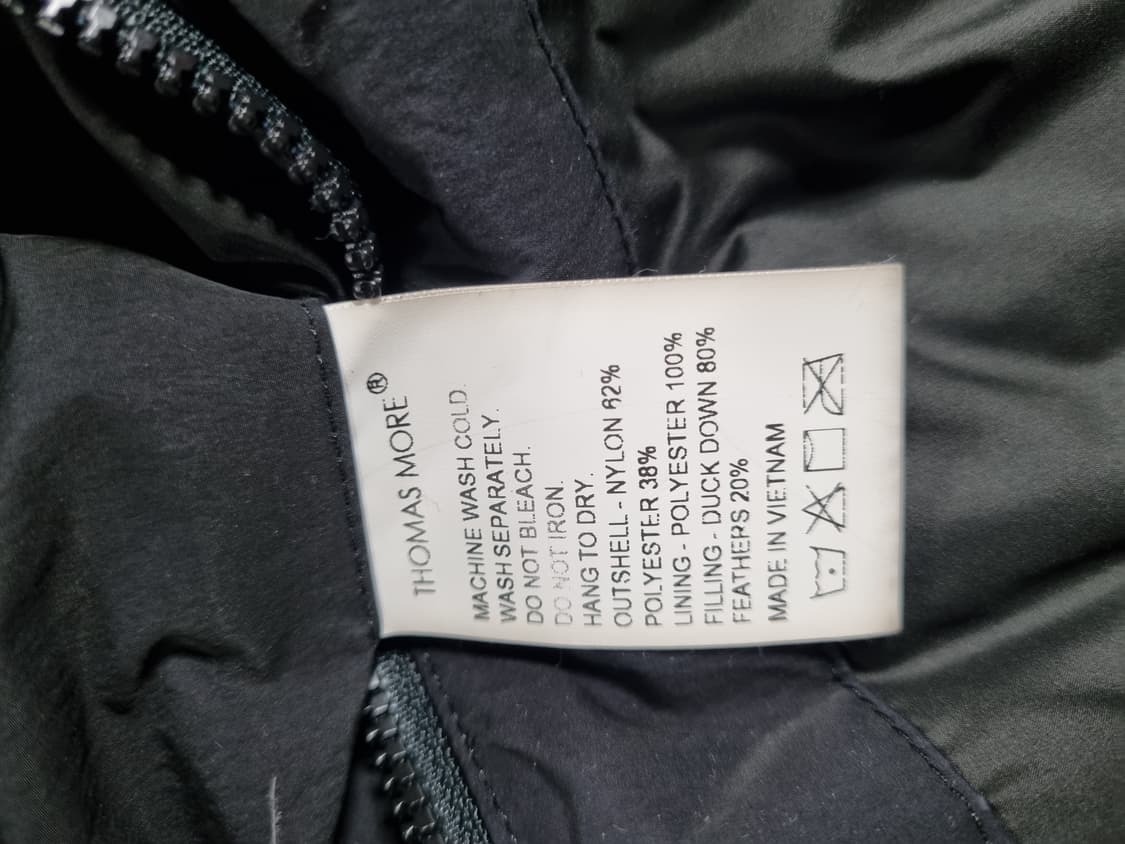 THOMAS MORE®
MACHINE WASH COLD.
WASH SEPARATELY.
DO NOT BLEACH.
DO NOT IRON.
HANG TO DRY.
OUTSHELL - NYLON 62%
POLYESTER 38%
LINING - POLYESTER 100%
FILLING - DUCK DOWN 80%
FEATHERS 20%
MADE IN VIETNAM